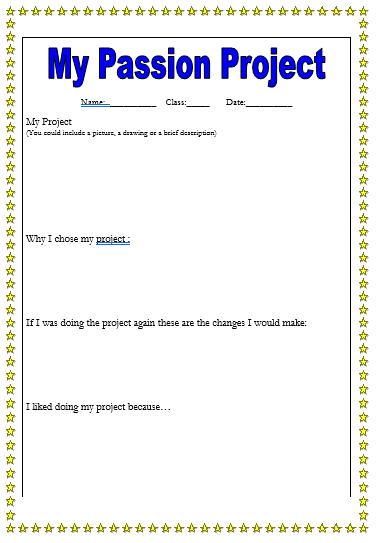 My Passion Project
Name:__________ Class:_____ Date:__________
My Project
(You could include a picture, a drawing or a brief description)
Why I chose my project :
If I was doing the project again these are the changes I would make:
I liked doing my project because…